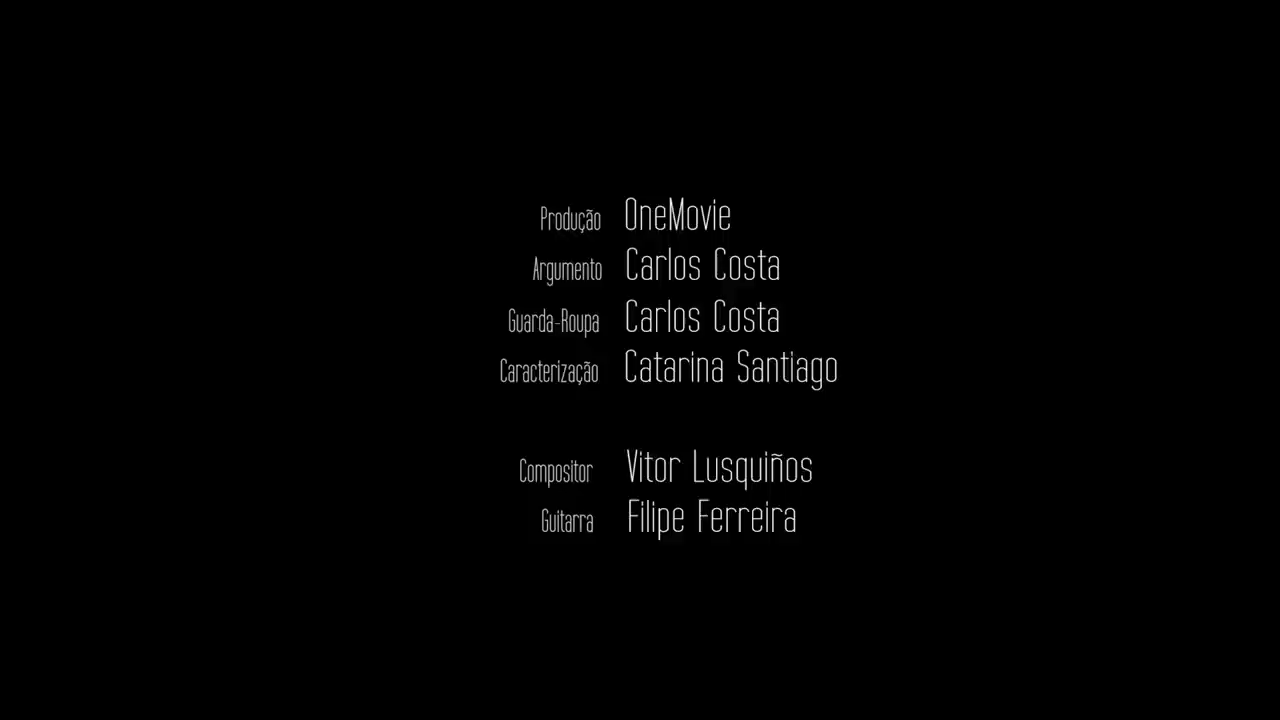 Produção OneMovie
Argumento Carlos Costa
Guarda-Roupa Carlos Costa
Caracterização Catarina Santiago
Compositor Vitor Lusquiños
Guitarra Filipe Ferreira